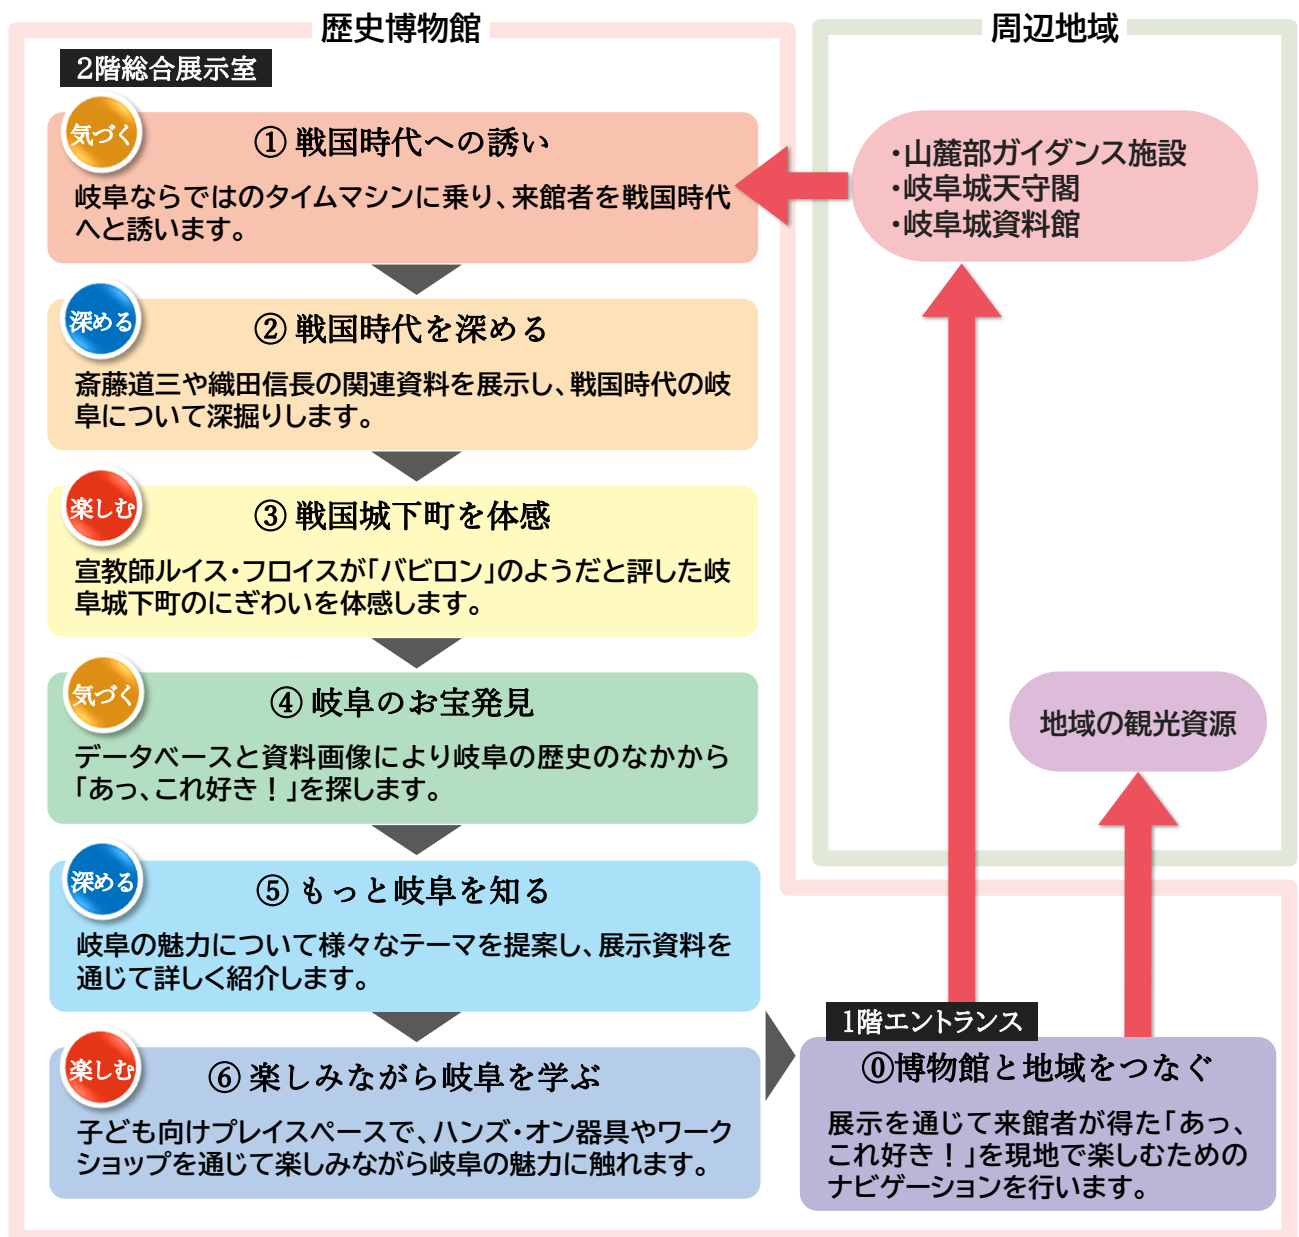 歴史博物館
2階総合展示室
気づく
① 戦国時代への誘い
岐阜ならではのタイムマシンに乗り、来館者を戦国時代
へと誘います。
深める
② 戦国時代を深める
斎藤道三や織田信長の関連資料を展示し、戦国時代の岐
阜について深掘りします。
楽しむ
③ 戦国城下町を体感
宣教師ルイス・フロイスが「バビロン」のようだと評した岐
阜城下町のにぎわいを体感します。
気づく
④ 岐阜のお宝発見
データベースと資料画像により岐阜の歴史のなかから
「あっ、これ好き!」を探します。
深める
⑤ もっと岐阜を知る
岐阜の魅力について様々なテーマを提案し、展示資料を
通じて詳しく紹介します。
楽しむ
⑥ 楽しみながら岐阜を学ぶ
子ども向けプレイスペースで、ハンズ・オン器具やワーク
ショップを通じて楽しみながら岐阜の魅力に触れます。
周辺地域
・山麓部ガイダンス施設
・岐阜城天守閣
・岐阜城資料館
地域の観光資源
1階エントランス
⓪博物館と地域をつなぐ
展示を通じて来館者が得た「あっ、
これ好き!」を現地で楽しむための
ナビゲーションを行います。